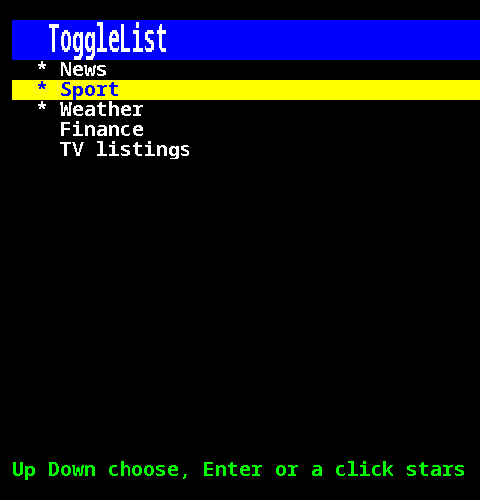 ToggleList
* News
* Sport
* Weather
Finance
TV listings
Up Down choose, Enter or a click stars